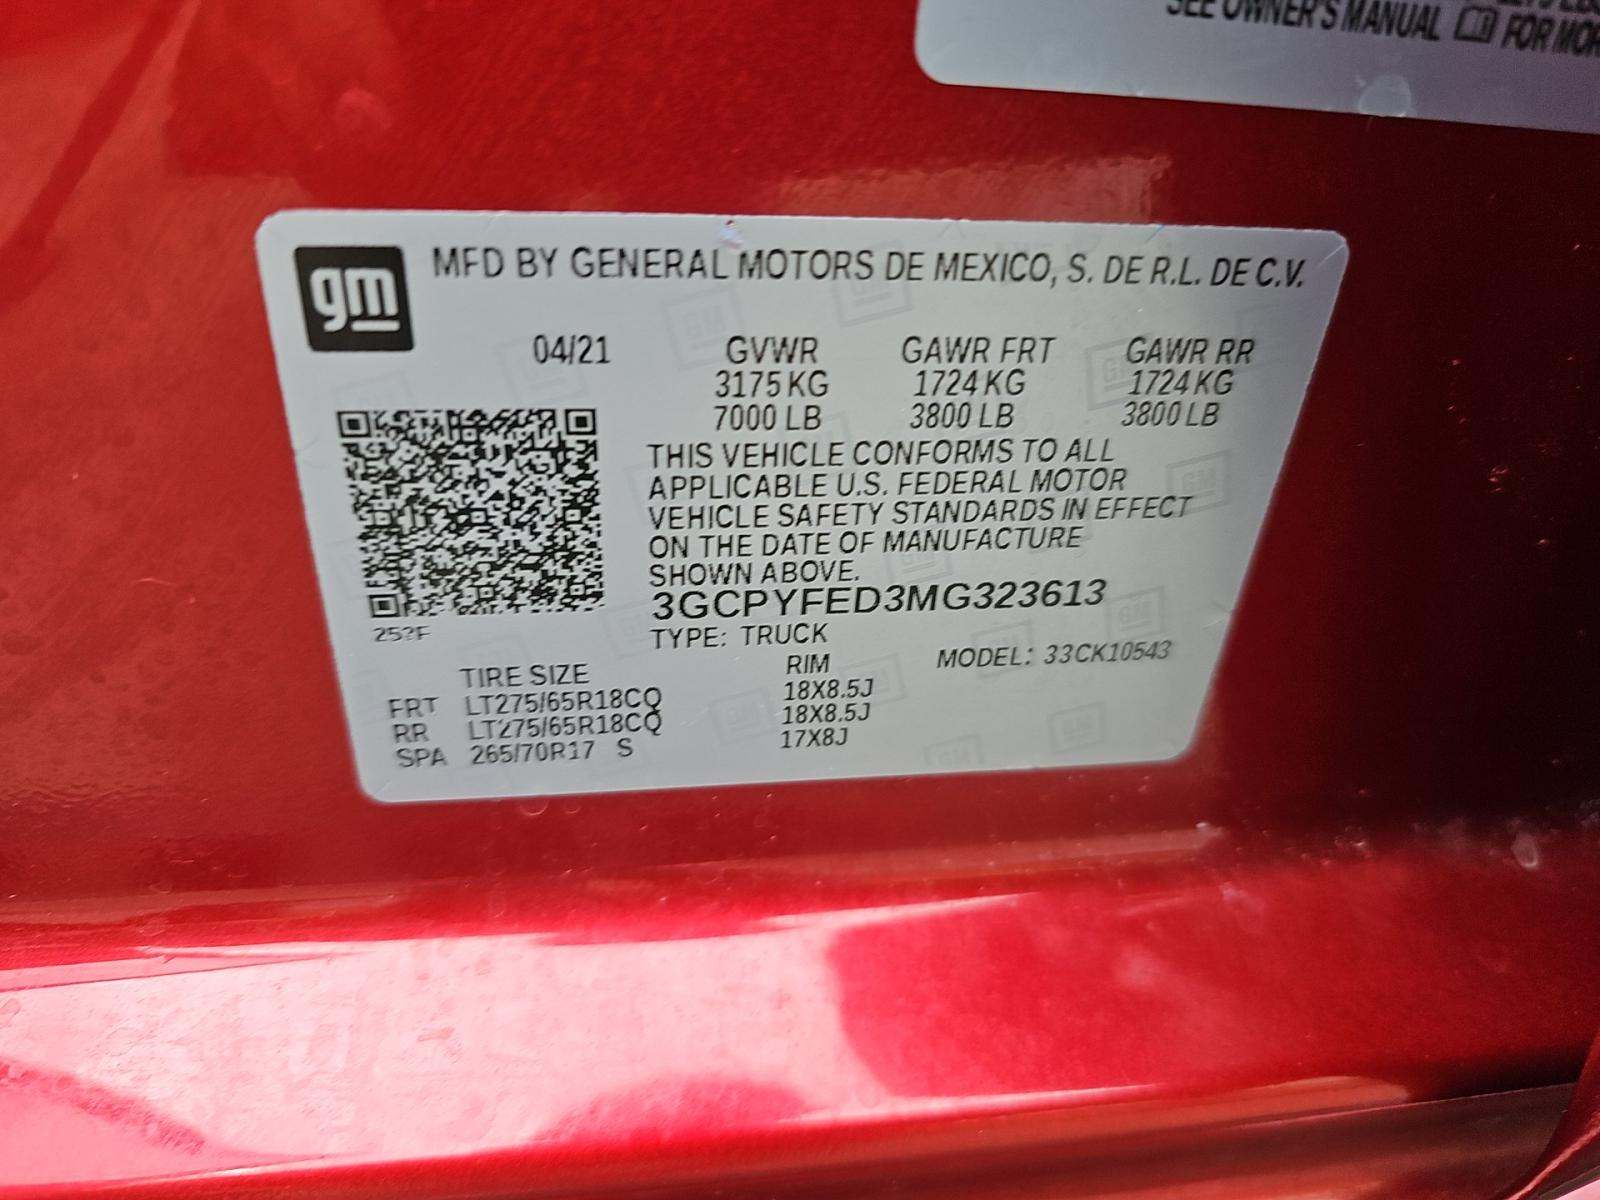 SEE OWNER'S MANUAL FOR MOR
gm
MFD BY GENERAL MOTORS DE MEXICO, S. DE R.L. DE C.V.
04/21 GVWR GAWR FRT GAWR RR
3175 KG 1724 KG 1724 KG
7000 LB 3800 LB 3800 LB
THIS VEHICLE CONFORMS TO ALL
APPLICABLE U.S. FEDERAL MOTOR
VEHICLE SAFETY STANDARDS IN EFFECT
ON THE DATE OF MANUFACTURE
SHOWN ABOVE.
3GCPYFED3MG323613
TYPE: TRUCK
MODEL: 33CK10543
TIRE SIZE RIM
FRT LT275/65R18CQ 18X8.5J
RR LT275/65R18CQ 18X8.5J
SPA 265/70R17 S 17X8J